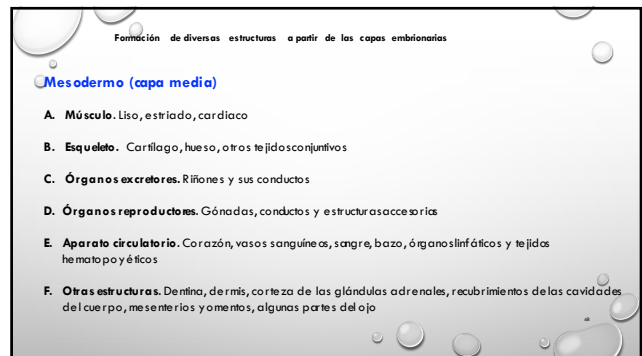 Formación de diversas estructuras a partir de las capas embrionarias
Mesodermo (capa media)
A. Músculo. Liso, estriado, cardiaco
B. Esqueleto. Cartílago, hueso, otros tejidos conjuntivos
C. Órganos excretores. Riñones y sus conductos
D. Órganos reproductores. Gónadas, conductos y estructuras accesorias
E. Aparato circulatorio. Corazón, vasos sanguíneos, sangre, bazo, órganos linfáticos y tejidos
hematopoyéticos
F. Otras estructuras. Dentina, dermis, corteza de las glándulas adrenales, recubrimientos de las cavidades
del cuerpo, mesenterios y omentos, algunas partes del ojo